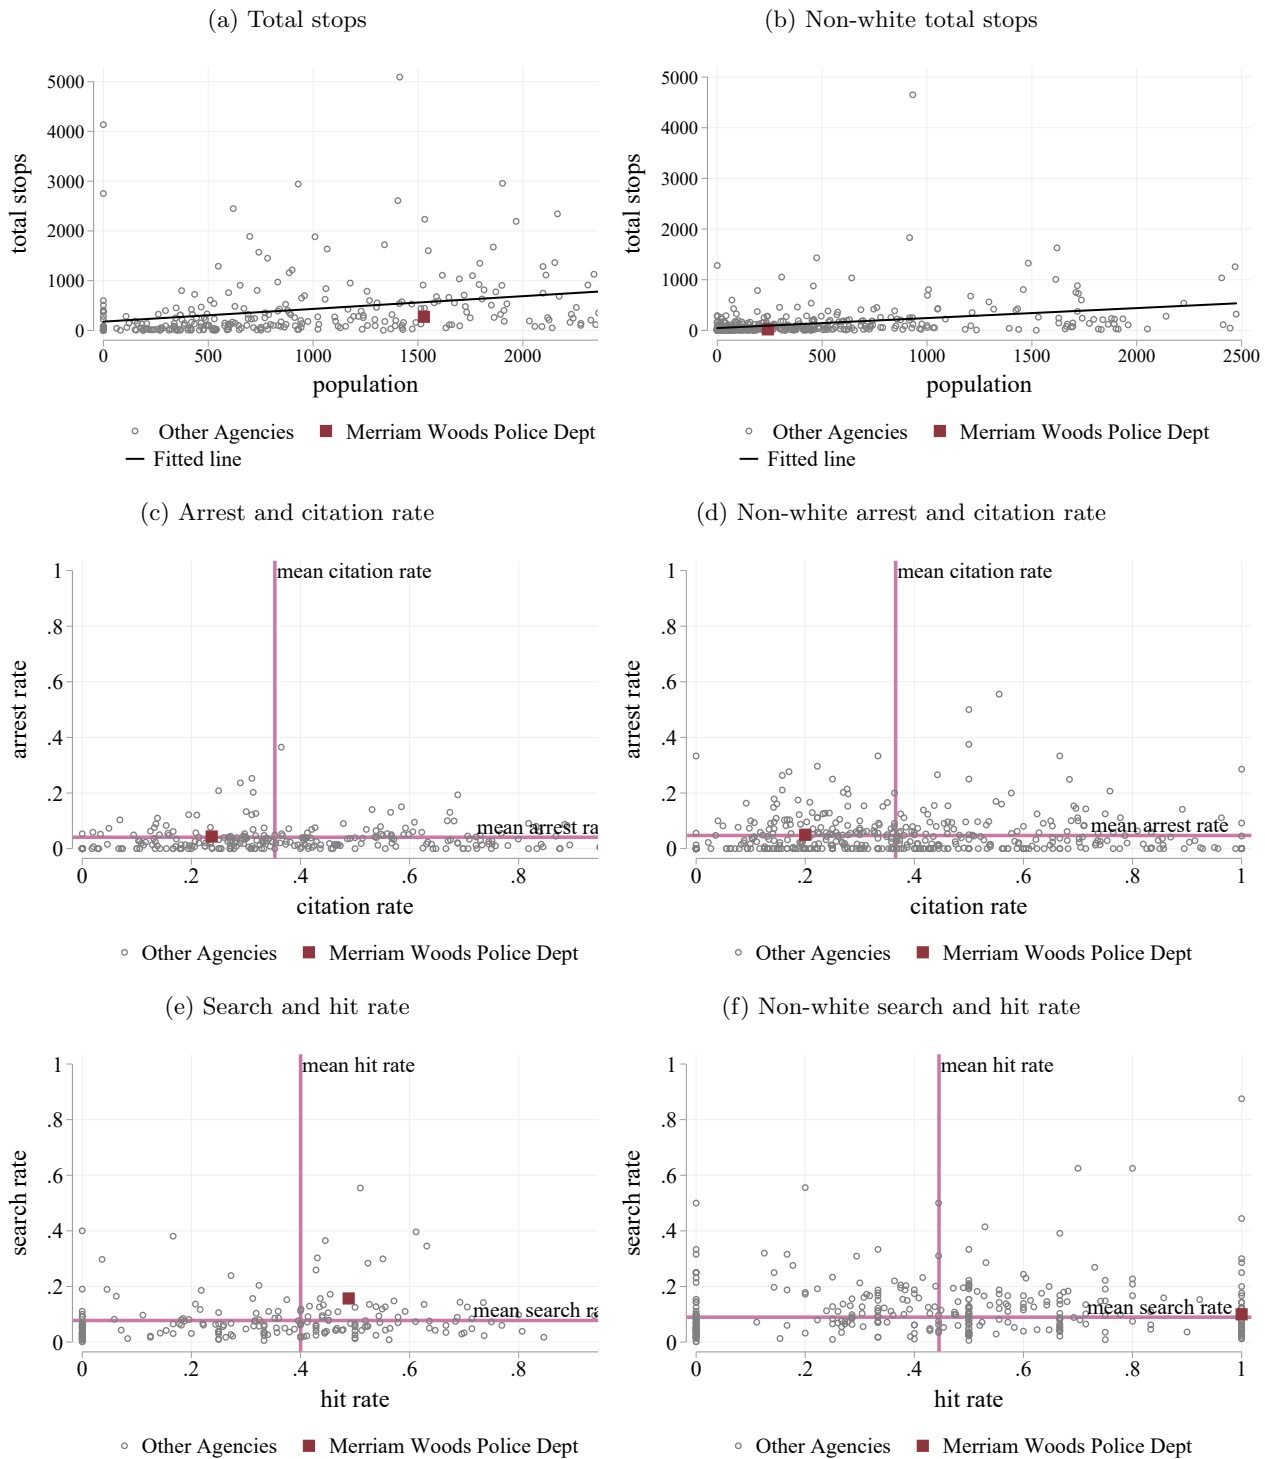 (a) Total stops
(b) Non-white total stops
total stops
5000
4000
3000
2000
1000
0
0 500 1000 1500 2000
population
Other Agencies Merriam Woods Police Dept
Fitted line
total stops
5000
4000
3000
2000
1000
0
0 500 1000 1500 2000 2500
population
Other Agencies Merriam Woods Police Dept
Fitted line
(c) Arrest and citation rate
(d) Non-white arrest and citation rate
arrest rate
1
.8
.6
.4
.2
0
mean citation rate
mean arrest ra
0 .2 .4 .6 .8
citation rate
Other Agencies Merriam Woods Police Dept
arrest rate
1
.8
.6
.4
.2
0
mean citation rate
mean arrest rate
0 .2 .4 .6 .8 1
citation rate
Other Agencies Merriam Woods Police Dept
(e) Search and hit rate
(f) Non-white search and hit rate
search rate
1
.8
.6
.4
.2
0
mean hit rate
mean search ra
0 .2 .4 .6 .8
hit rate
Other Agencies Merriam Woods Police Dept
search rate
1
.8
.6
.4
.2
0
mean hit rate
mean search rate
0 .2 .4 .6 .8 1
hit rate
Other Agencies Merriam Woods Police Dept